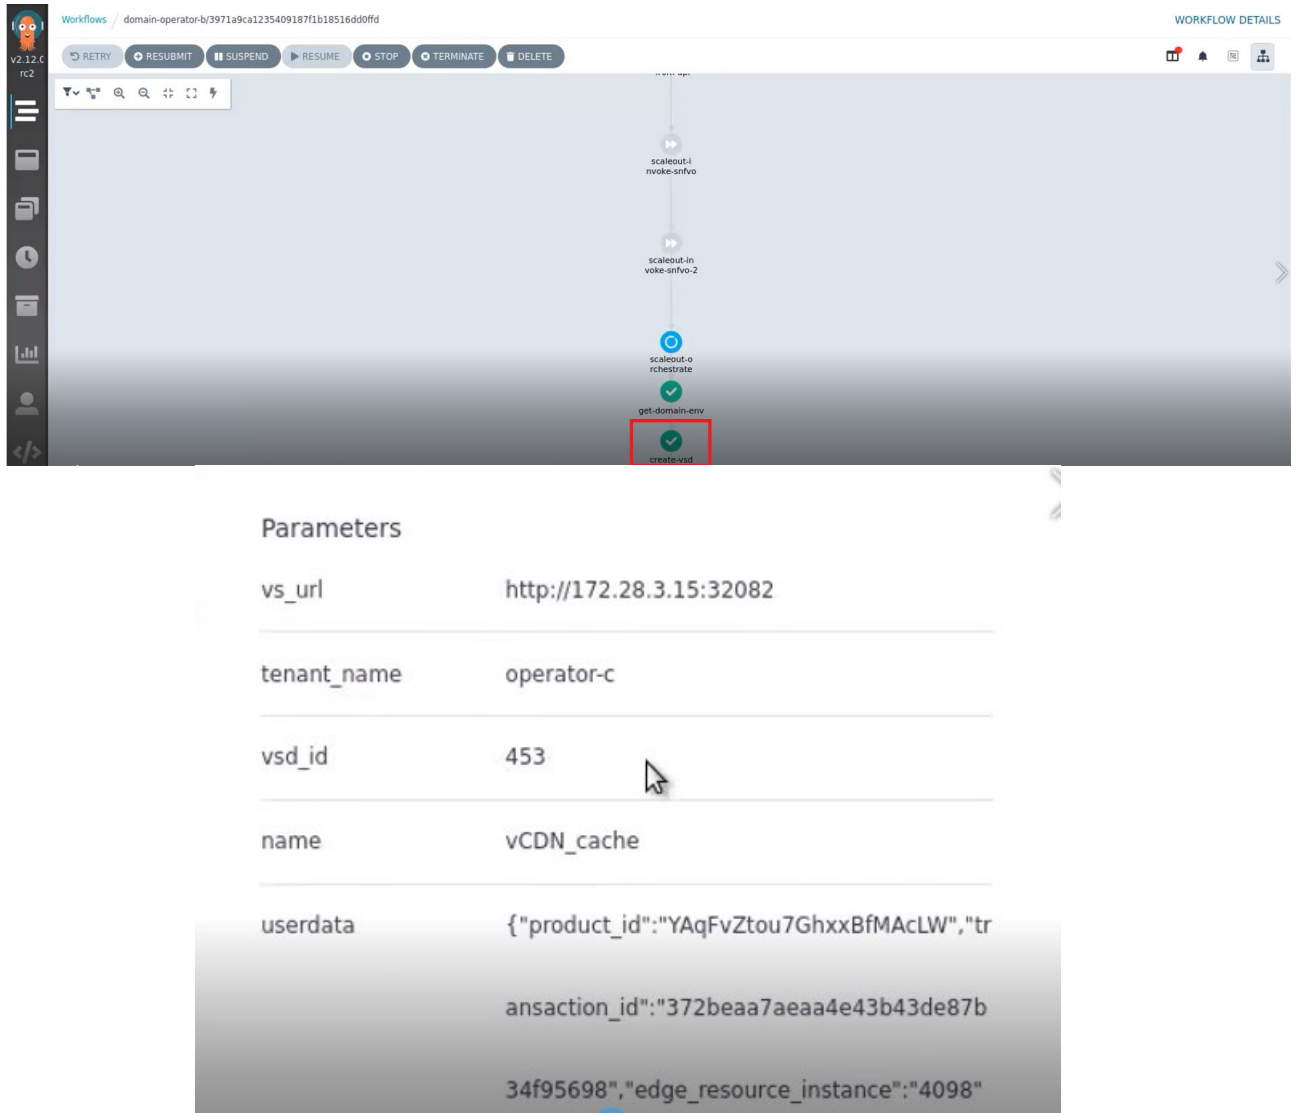 Workflows / domain-operator-b/3971a9ca1235409187f1b18516dd0ffd
WORKFLOW DETAILS
v2.12.0
rc2
RETRY RESUBMIT SUSPEND RESUME STOP TERMINATE DELETE
scaleout-i
nvoke-snfvo
scaleout-in
voke-snfvo-2
scaleout-o
rchestrate
get-domain-env
create-vsd
Parameters
vs_url http://172.28.3.15:32082
tenant_name operator-c
vsd_id 453
name vCDN_cache
userdata {"product_id":"YAqFvZtou7GhxxBfMAcLW","tr
ansaction_id":"372beaa7aeaa4e43b43de87b
34f95698","edge_resource_instance":"4098"